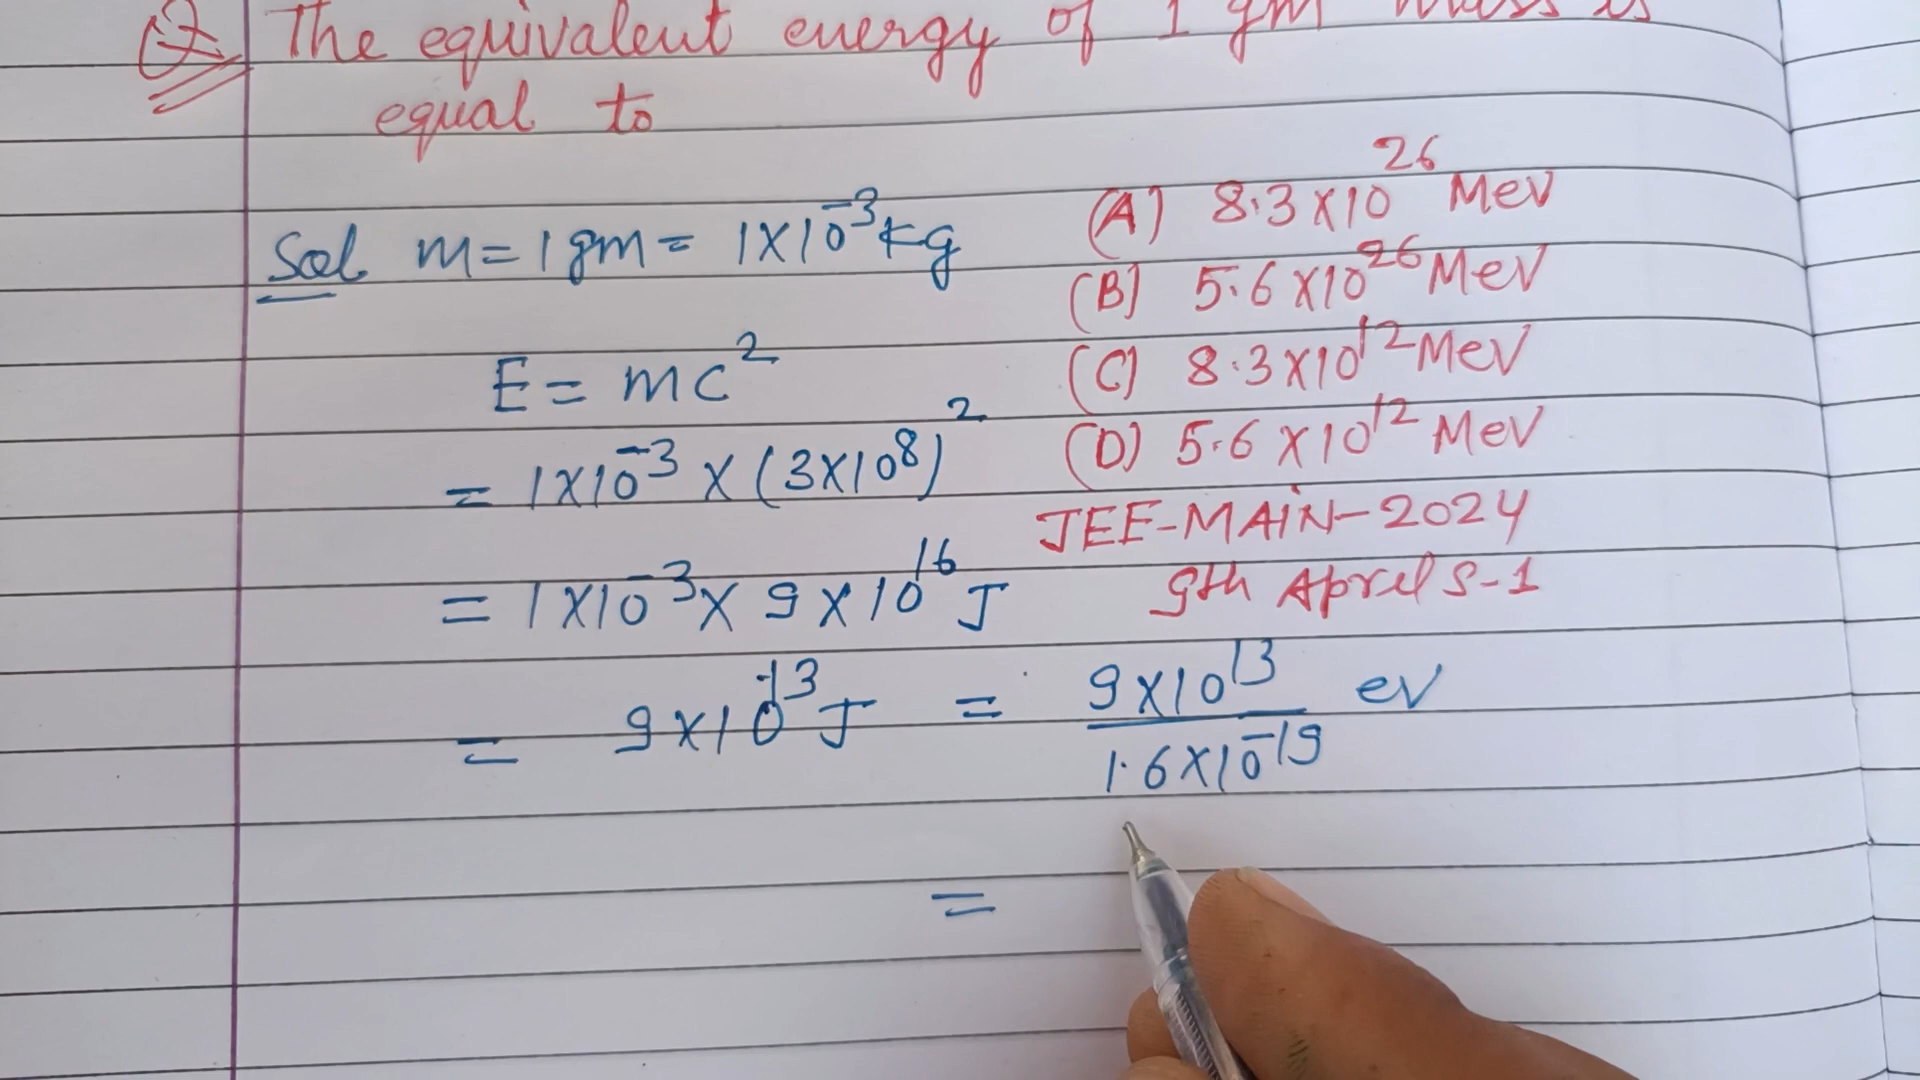 Q The equivalent energy of 1 gm mass is
equal to
(A) 8.3×10²⁶ MeV
(B) 5.6×10²⁶ MeV
(C) 8.3×10¹² MeV
(D) 5.6×10¹² MeV
JEE-MAIN-2024
9th April S-1
Sol m = 1 gm = 1×10⁻³ kg
E = mc²
= 1×10⁻³ × (3×10⁸)²
= 1×10⁻³ × 9×10¹⁶ J
= 9×10¹³ J = 9×10¹³ / 1.6×10⁻¹⁹ eV
=